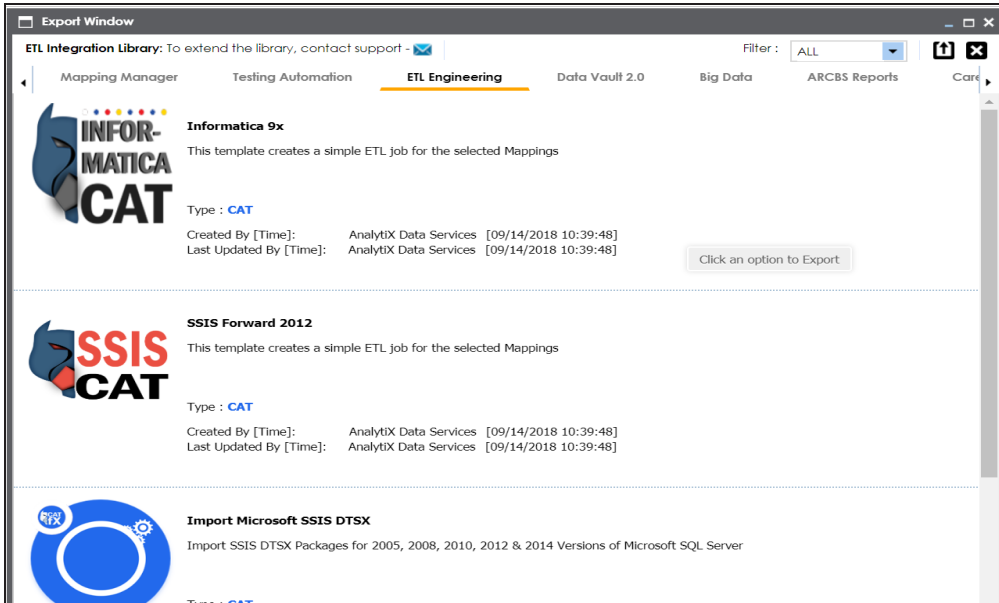 Export Window
ETL Integration Library: To extend the library, contact support -
Filter : ALL
Mapping Manager Testing Automation ETL Engineering Data Vault 2.0 Big Data ARCBS Reports Care
INFOR-
MATICA
CAT
Informatica 9x
This template creates a simple ETL job for the selected Mappings
Type : CAT
Created By [Time]: AnalytiX Data Services [09/14/2018 10:39:48]
Last Updated By [Time]: AnalytiX Data Services [09/14/2018 10:39:48]
Click an option to Export
SSIS
CAT
SSIS Forward 2012
This template creates a simple ETL job for the selected Mappings
Type : CAT
Created By [Time]: AnalytiX Data Services [09/14/2018 10:39:48]
Last Updated By [Time]: AnalytiX Data Services [09/14/2018 10:39:48]
CAT
fX
Import Microsoft SSIS DTSX
Import SSIS DTSX Packages for 2005, 2008, 2010, 2012 & 2014 Versions of Microsoft SQL Server
Type : CAT